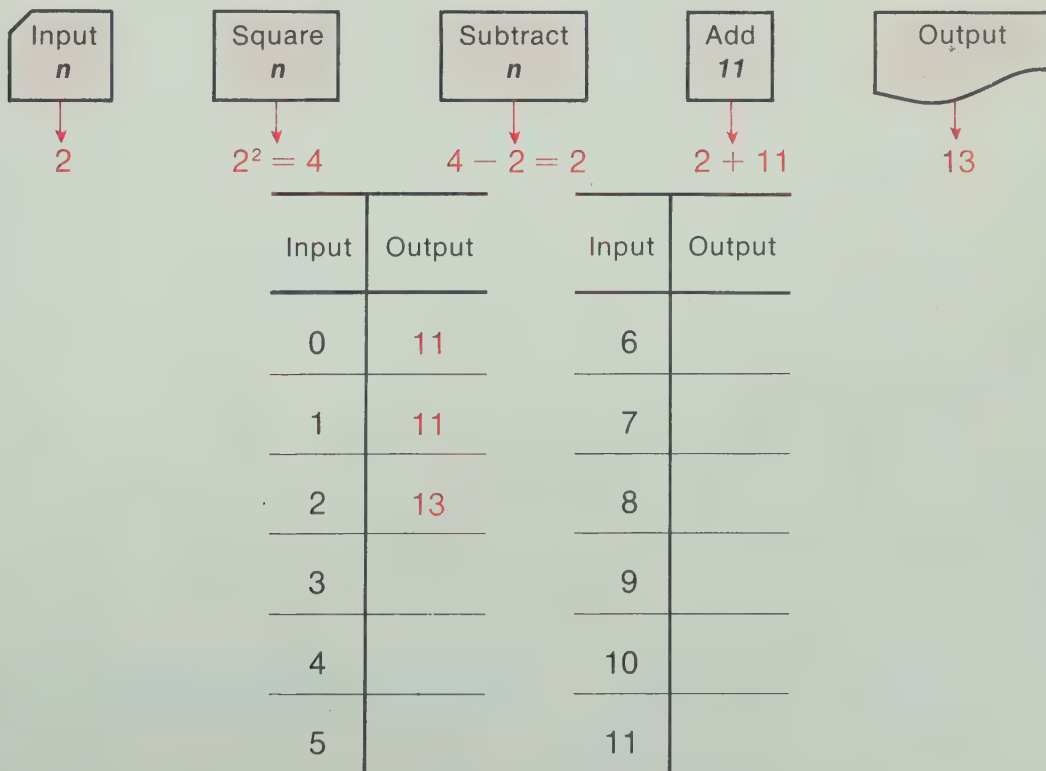 Input Square Subtract Add Output
n n n 11
2 2² = 4 4 − 2 = 2 2 + 11 13
Input Output Input Output
0 11 6
1 11 7
2 13 8
3 9
4 10
5 11